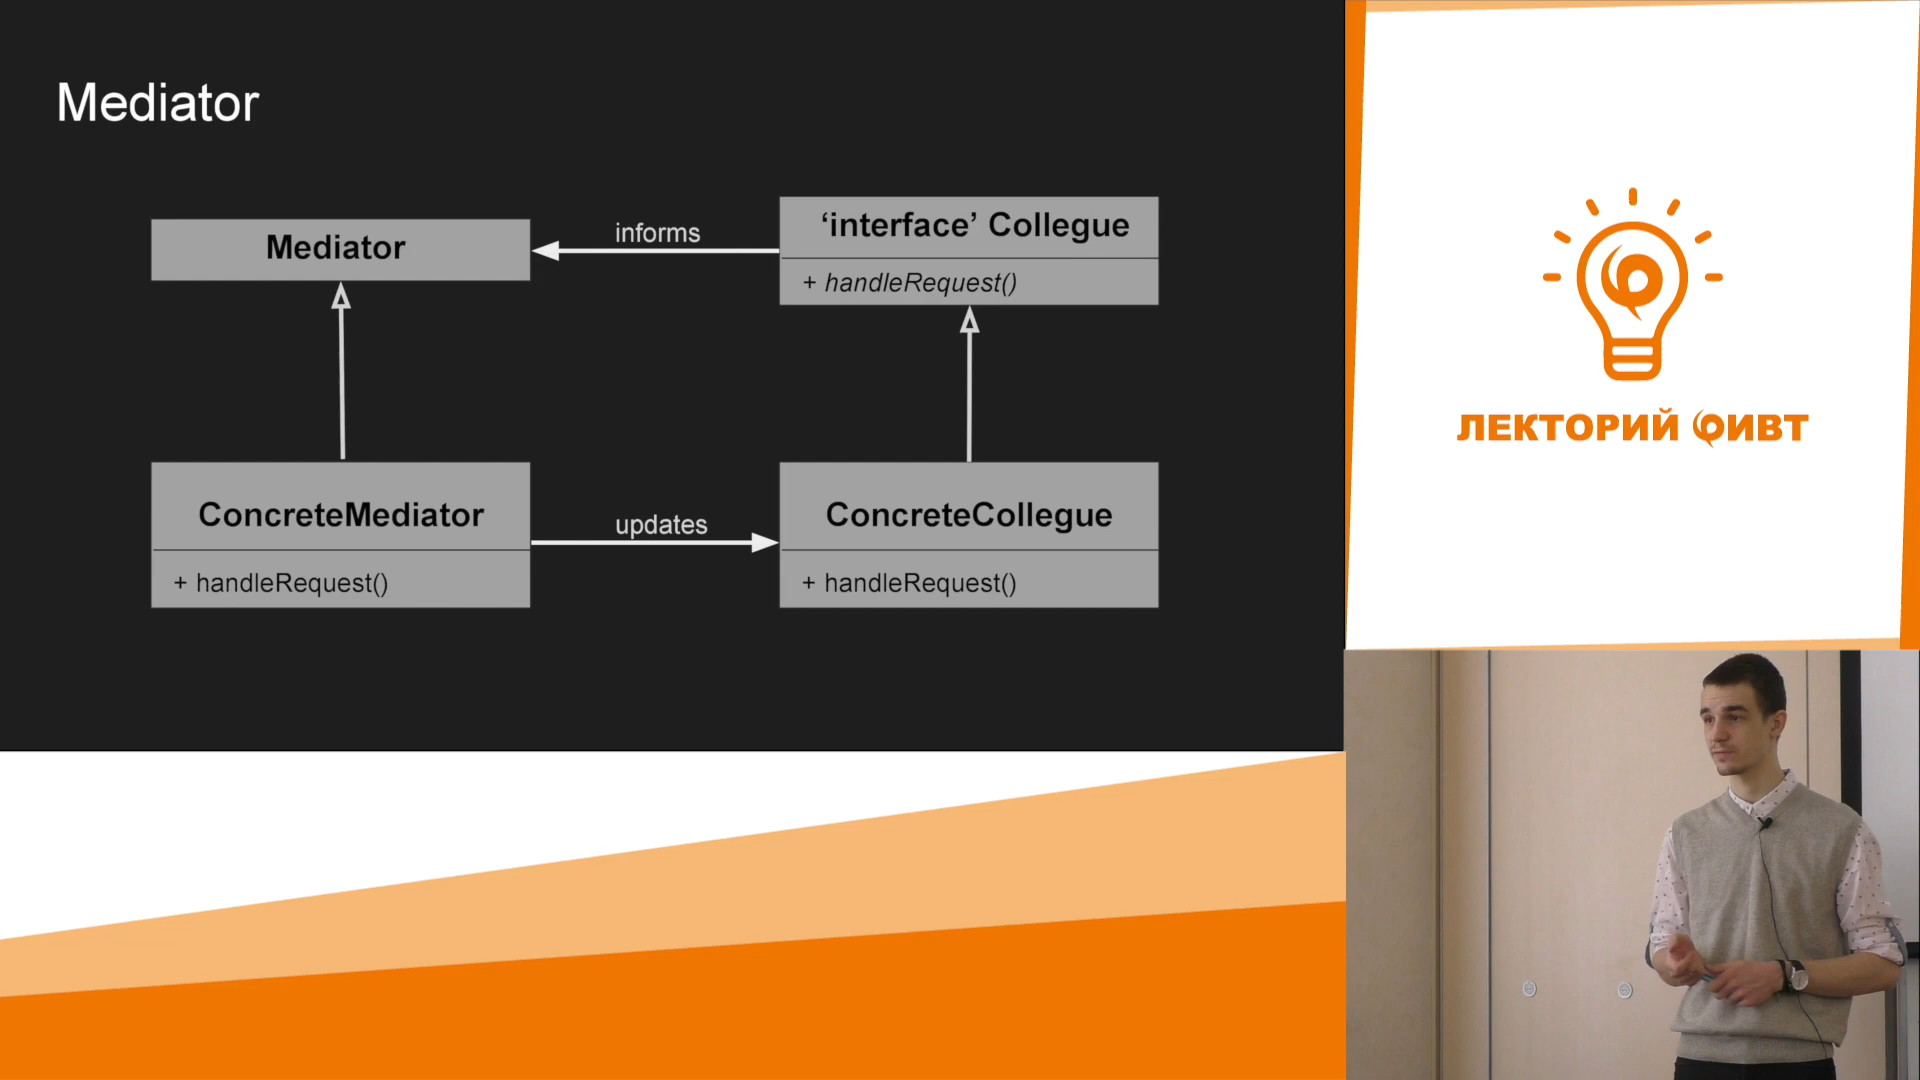 Mediator
Mediator
informs
‘interface’ Collegue
+ handleRequest()
ConcreteMediator
+ handleRequest()
updates
ConcreteCollegue
+ handleRequest()
ЛЕКТОРИЙ ФИВТ